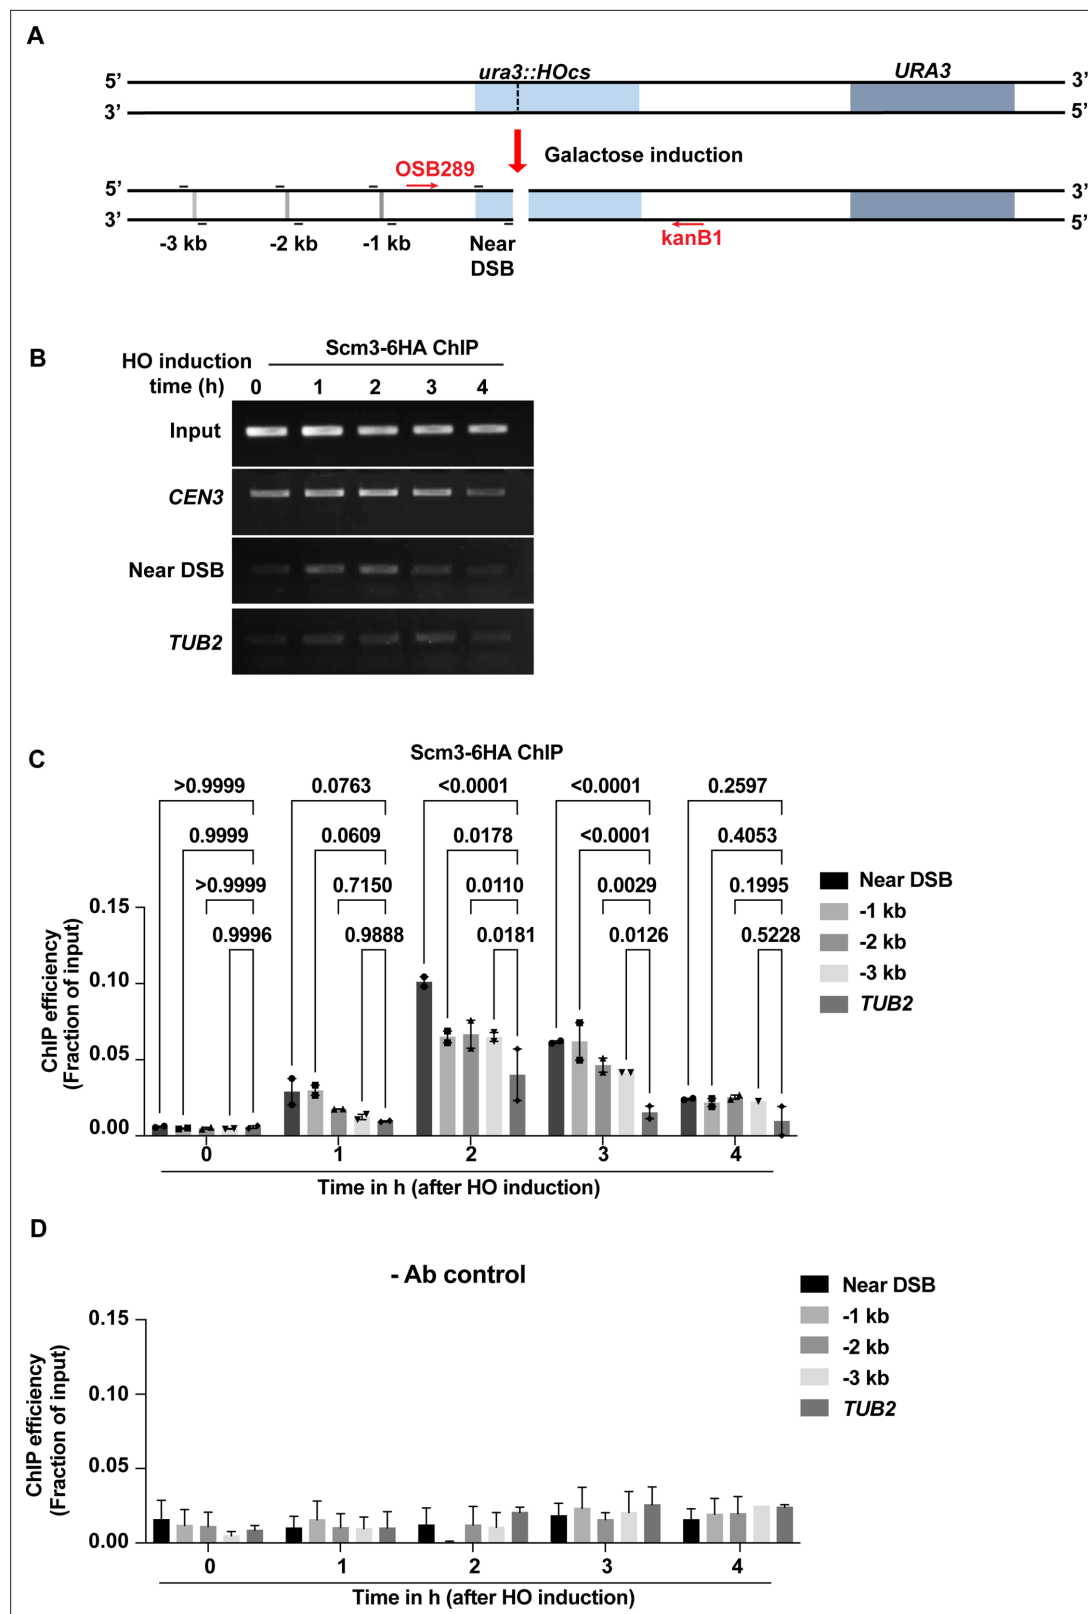 A
ura3::HOcs
URA3
5’
3’
3’
5’
Galactose induction
OSB289
5’
3’
3’
5’
-3 kb
-2 kb
-1 kb
Near
DSB
kanB1
B
Scm3-6HA ChIP
HO induction
time (h)
0 1 2 3 4
Input
CEN3
Near DSB
TUB2
C
Scm3-6HA ChIP
>0.9999 0.0763 <0.0001 <0.0001 0.2597
0.9999 0.0609 0.0178 <0.0001 0.4053
>0.9999 0.7150 0.0110 0.0029 0.1995
0.9996 0.9888 0.0181 0.0126 0.5228
Near DSB
-1 kb
-2 kb
-3 kb
TUB2
ChIP efficiency
(Fraction of input)
0.15
0.10
0.05
0.00
0 1 2 3 4
Time in h (after HO induction)
D
- Ab control
Near DSB
-1 kb
-2 kb
-3 kb
TUB2
ChIP efficiency
(Fraction of input)
0.15
0.10
0.05
0.00
0 1 2 3 4
Time in h (after HO induction)